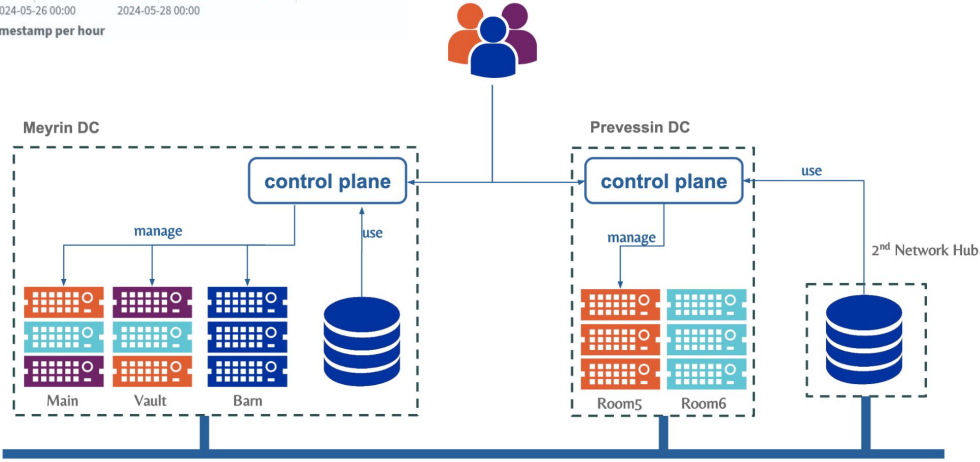 2024-05-26 00:00 2024-05-28 00:00
mestamp per hour
Meyrin DC
Prevessin DC
control plane
control plane
use
manage
use
manage
2nd Network Hub
Main Vault Barn
Room5 Room6